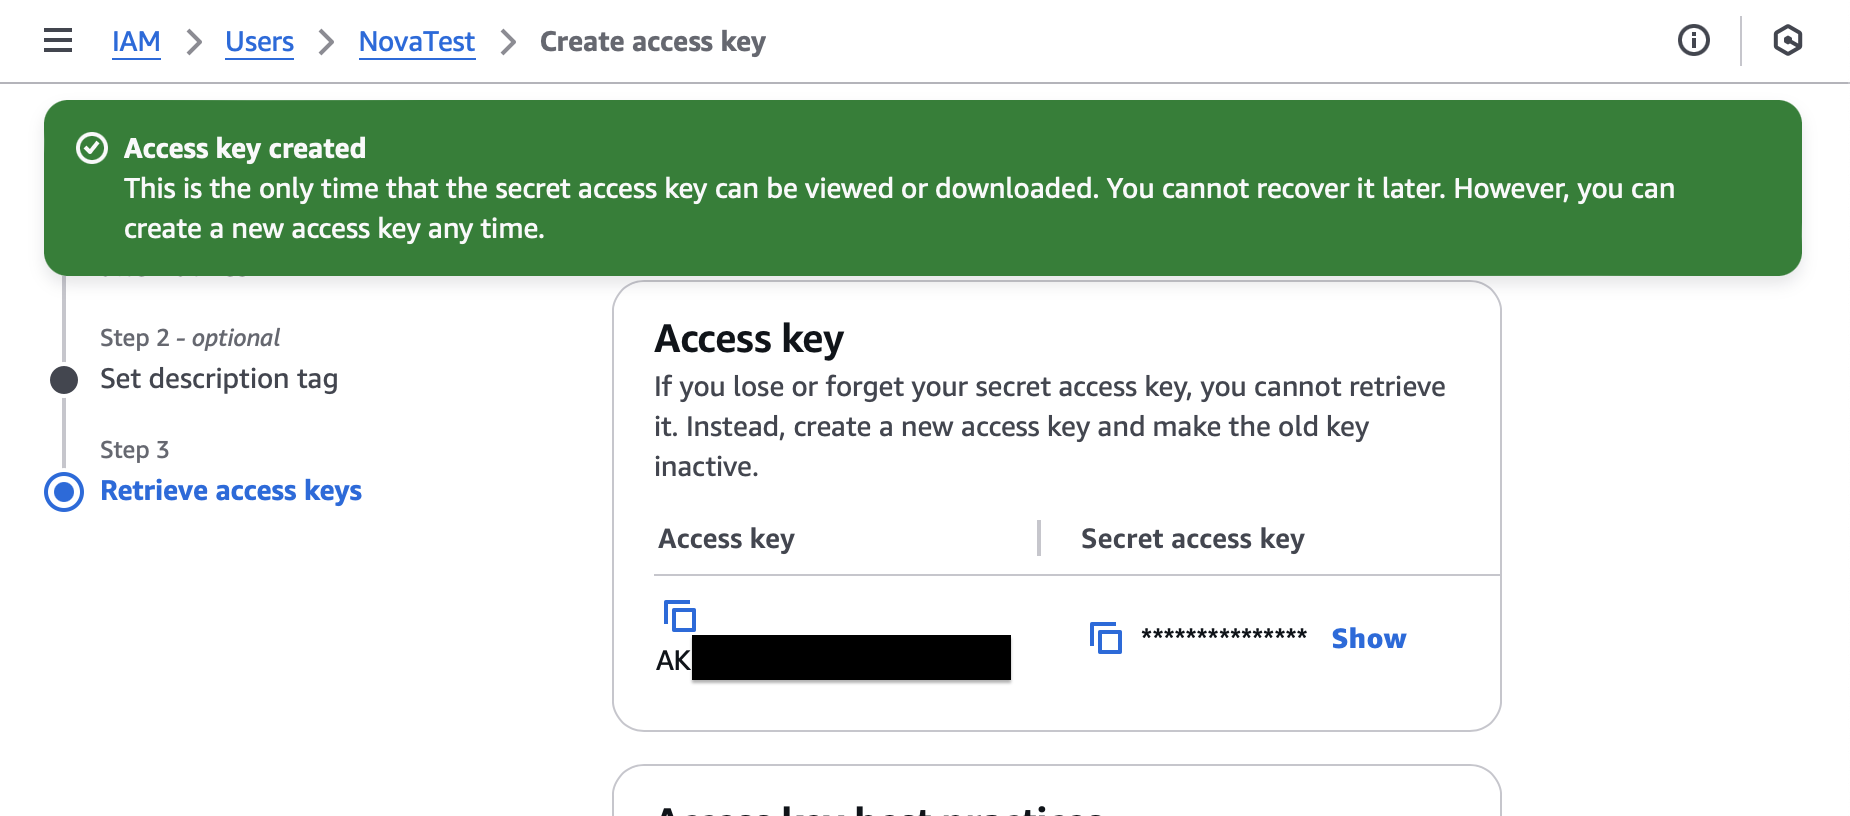 IAM > Users > NovaTest > Create access key
Access key created
This is the only time that the secret access key can be viewed or downloaded. You cannot recover it later. However, you can
create a new access key any time.
Step 2 - optional
Set description tag
Step 3
Retrieve access keys
Access key
If you lose or forget your secret access key, you cannot retrieve
it. Instead, create a new access key and make the old key
inactive.
Access key
Secret access key
AK
*************** Show
Access key best practices